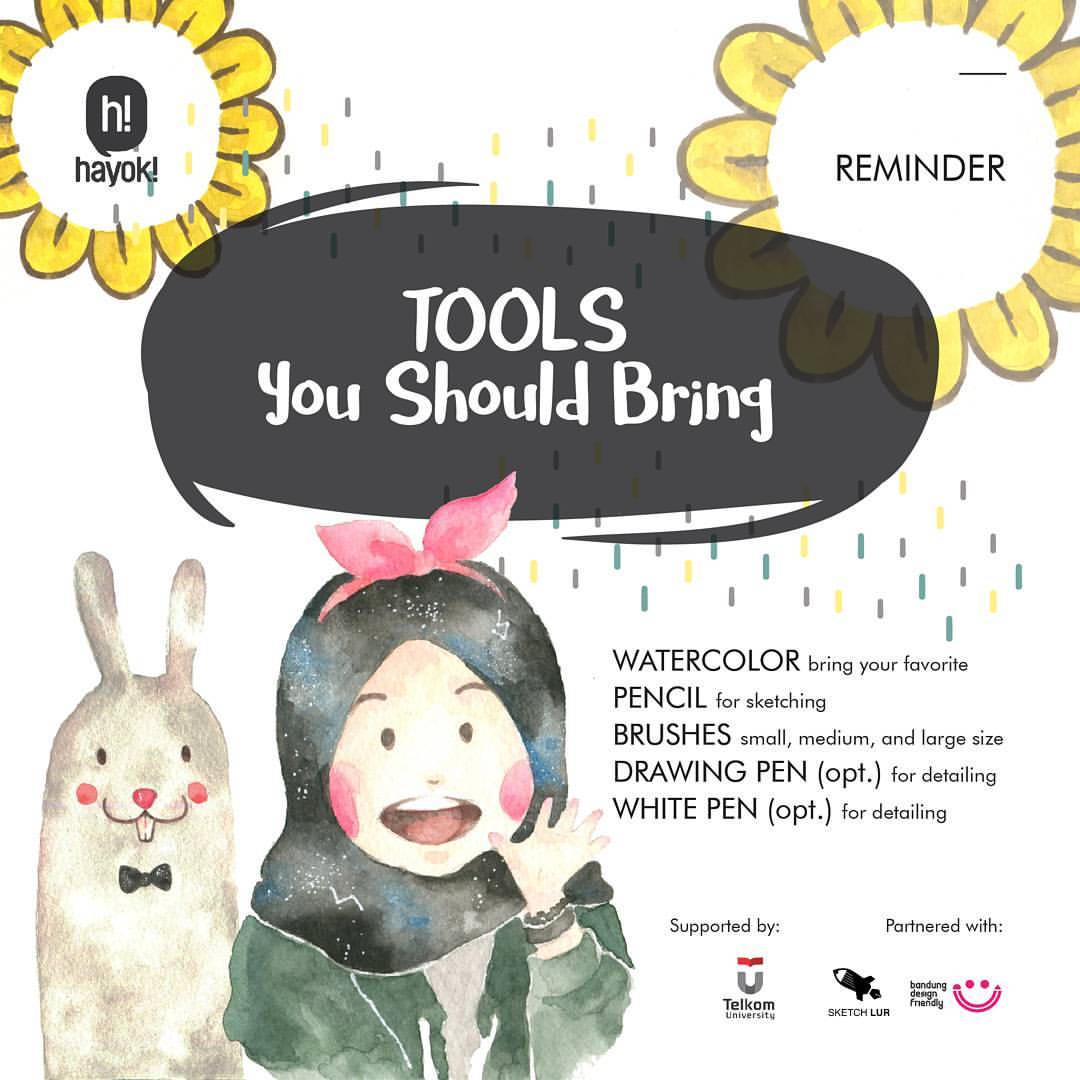 h!
hayok!
REMINDER
TOOLS
You Should Bring
WATERCOLOR bring your favorite
PENCIL for sketching
BRUSHES small, medium, and large size
DRAWING PEN (opt.) for detailing
WHITE PEN (opt.) for detailing
Supported by:
Partnered with:
Telkom
University
SKETCH LUR
bandung
design
friendly